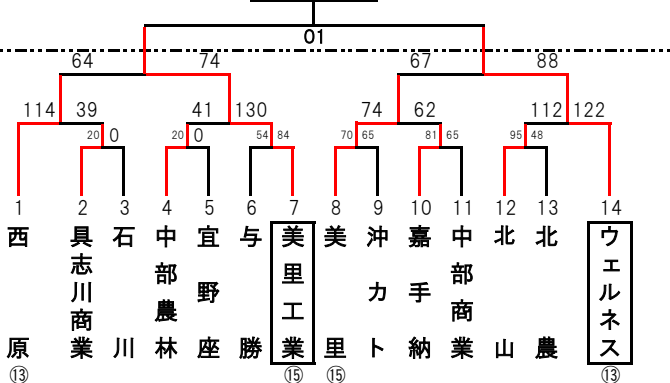 01
64 74 67 88
114 39 41 130 74 62 112 122
20 0 20 0 54 84 70 65 81 65 95 48
1 2 3 4 5 6 7 8 9 10 11 12 13 14
西原
具志川商業
石川
中部農林
宜野座
与勝
美里工業
美里
沖カト
嘉手納
中部商業
北山
北農
ウェルネス
⑬ ⑮ ⑮ ⑬